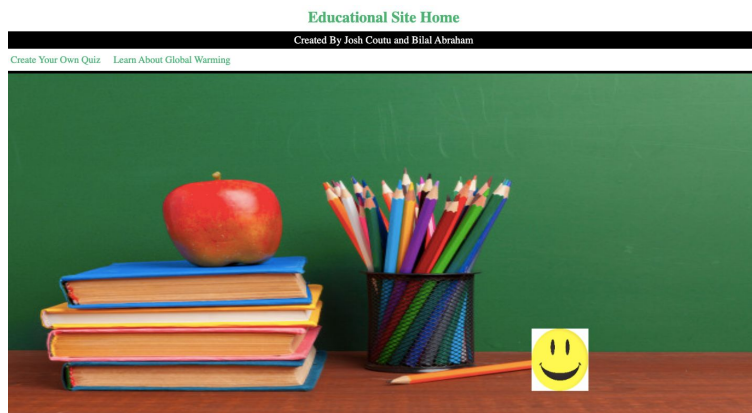 Educational Site Home
Created By Josh Coutu and Bilal Abraham
Create Your Own Quiz Learn About Global Warming